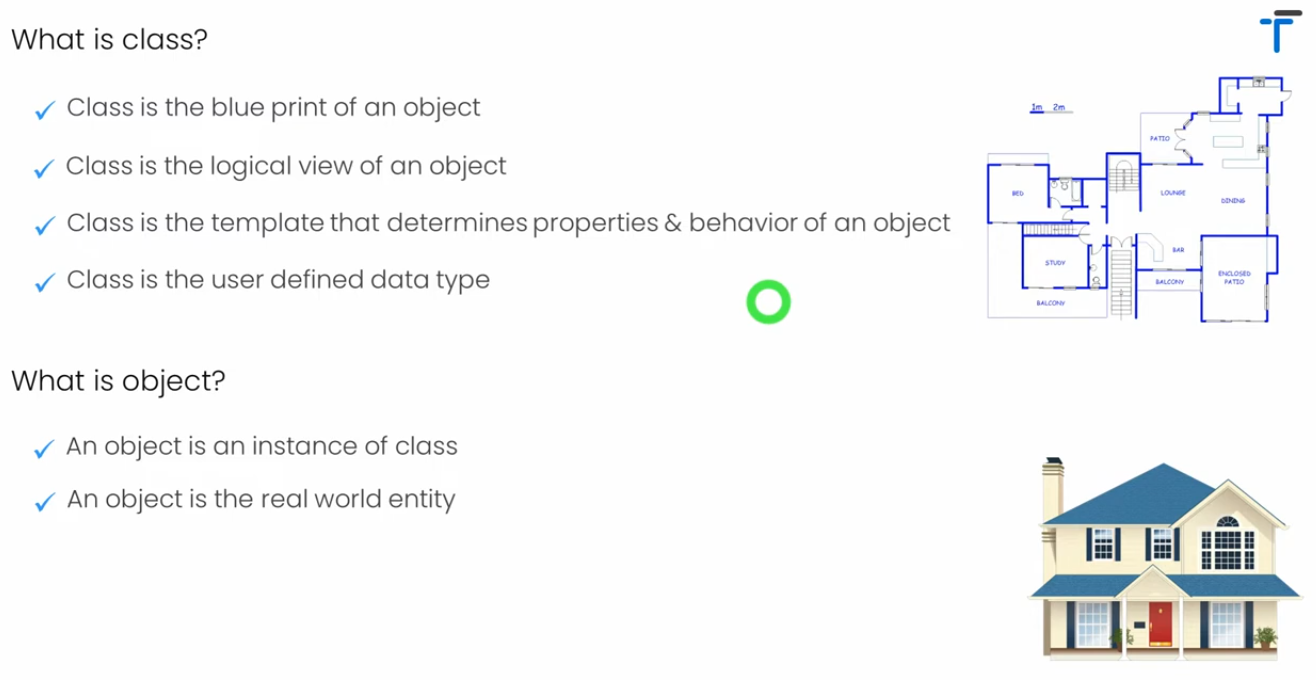 What is class?
Class is the blue print of an object
Class is the logical view of an object
Class is the template that determines properties & behavior of an object
Class is the user defined data type
1m 2m
PATIO
BED
LOUNGE
DINING
BAR
STUDY
ENCLOSED
PATIO
BALCONY
BALCONY
What is object?
An object is an instance of class
An object is the real world entity